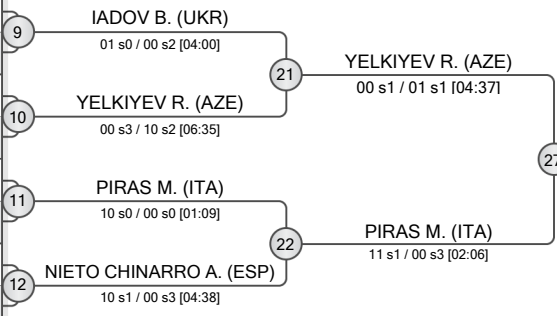 9
IADOV B. (UKR)
01 s0 / 00 s2 [04:00]
21
YELKIYEV R. (AZE)
00 s1 / 01 s1 [04:37]
10
YELKIYEV R. (AZE)
00 s3 / 10 s2 [06:35]
27
11
PIRAS M. (ITA)
10 s0 / 00 s0 [01:09]
22
PIRAS M. (ITA)
11 s1 / 00 s3 [02:06]
12
NIETO CHINARRO A. (ESP)
10 s1 / 00 s3 [04:38]